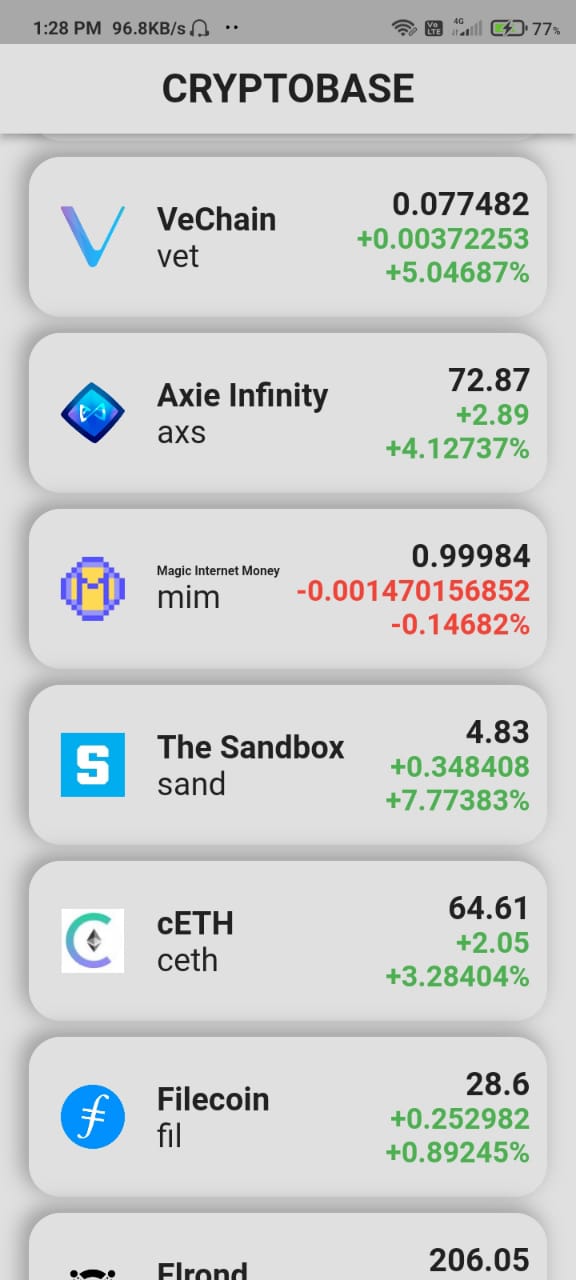 1:28 PM 96.8KB/s
Vo LTE 4G 77%
CRYPTOBASE
VeChain
vet
0.077482
+0.00372253
+5.04687%
Axie Infinity
axs
72.87
+2.89
+4.12737%
Magic Internet Money
mim
0.99984
-0.001470156852
-0.14682%
The Sandbox
sand
4.83
+0.348408
+7.77383%
cETH
ceth
64.61
+2.05
+3.28404%
Filecoin
fil
28.6
+0.252982
+0.89245%
Elrond
206.05